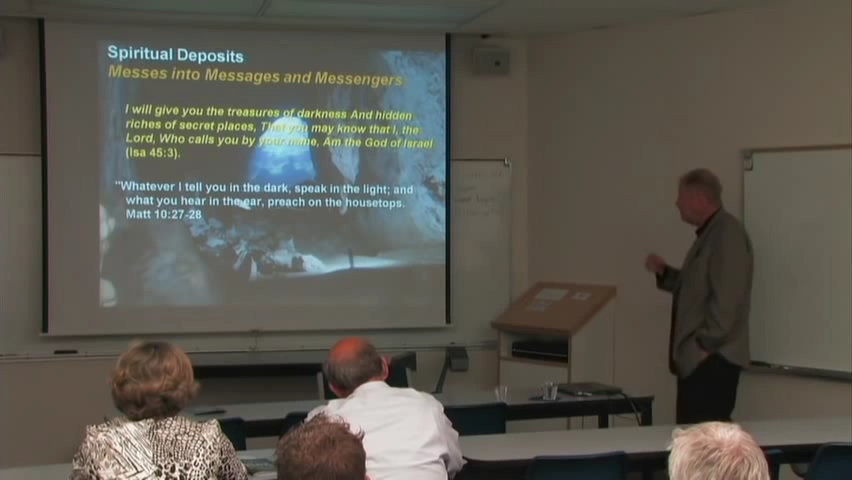 Spiritual Deposits
Messes into Messages and Messengers
I will give you the treasures of darkness And hidden
riches of secret places, That you may know that I, the
Lord, Who calls you by your name, Am the God of Israel
(Isa 45:3).
"Whatever I tell you in the dark, speak in the light; and
what you hear in the ear, preach on the housetops.
Matt 10:27-28